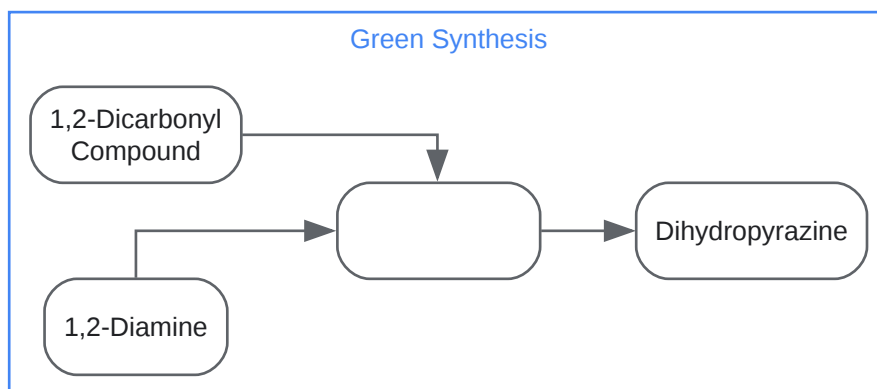 Green Synthesis
1,2-Dicarbonyl
Compound
Dihydropyrazine
1,2-Diamine